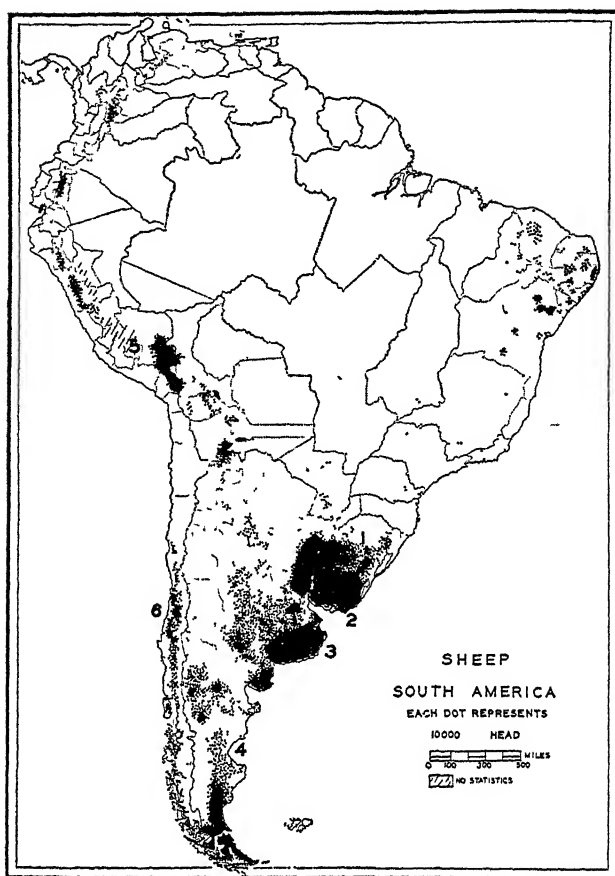 5
6
2
3
4
SHEEP
SOUTH AMERICA
EACH DOT REPRESENTS
10000 HEAD
MILES
0 100 300 500
NO STATISTICS